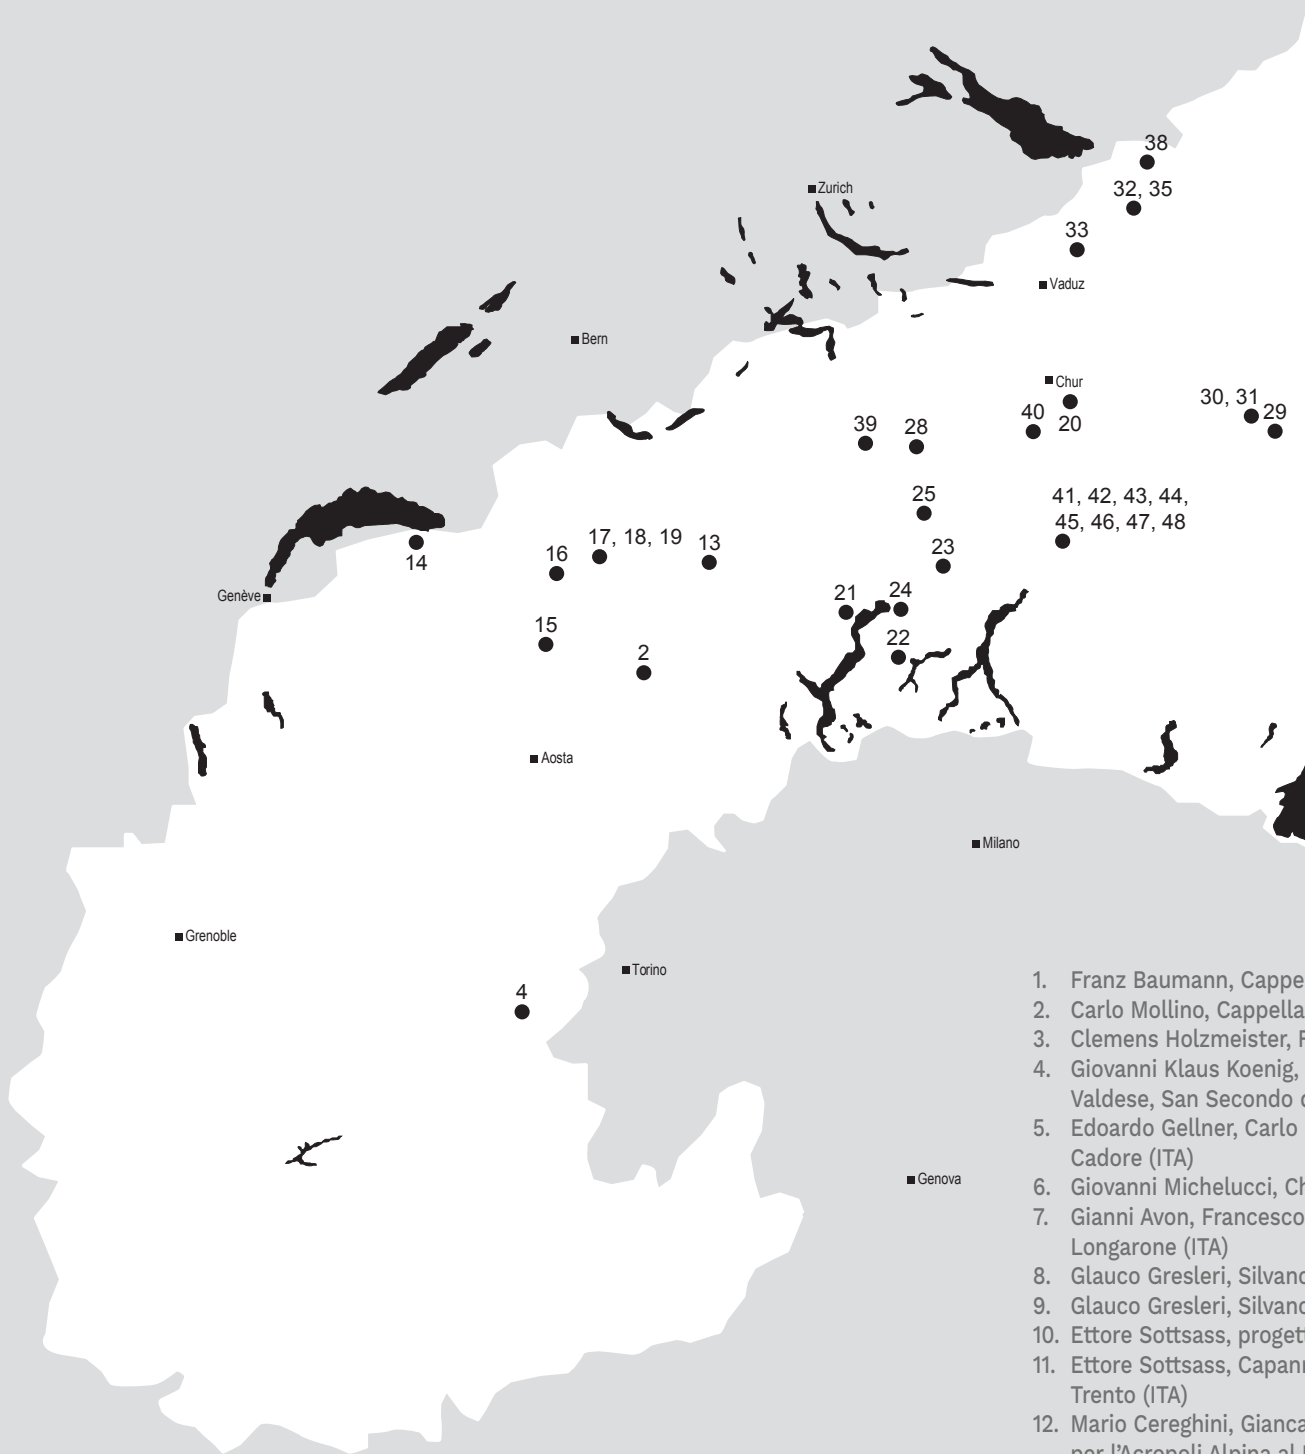 38
Zurich
32, 35
33
Vaduz
Bern
Chur
30, 31
29
40
20
39
28
41, 42, 43, 44,
45, 46, 47, 48
25
17, 18, 19
13
16
23
14
Genève
21
24
15
2
22
Aosta
Milano
Grenoble
Torino
4
Genova
1. Franz Baumann, Cappe
2. Carlo Mollino, Cappella
3. Clemens Holzmeister,
4. Giovanni Klaus Koenig,
Valdese, San Secondo
5. Edoardo Gellner, Carlo
Cadore (ITA)
6. Giovanni Michelucci, Ch
7. Gianni Avon, Francesco
Longarone (ITA)
8. Glauco Gresleri, Silvano
9. Glauco Gresleri, Silvano
10. Ettore Sottsass, progett
11. Ettore Sottsass, Capann
Trento (ITA)
12. Mario Cereghini, Gianca
per l'Acropoli Alpina al